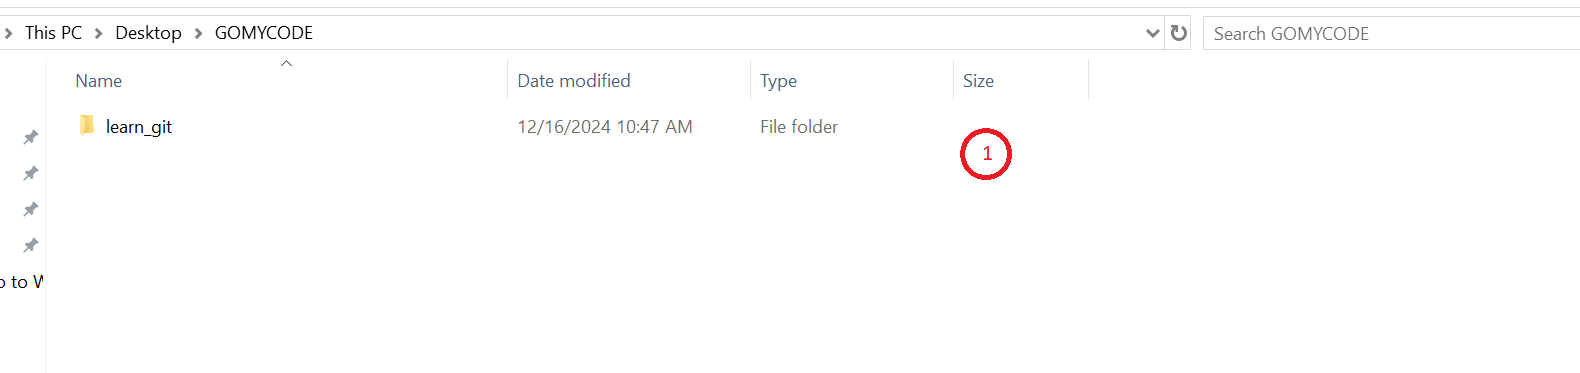 This PC > Desktop > GOMYCODE
Search GOMYCODE
Name Date modified Type Size
learn_git 12/16/2024 10:47 AM File folder
1
to W